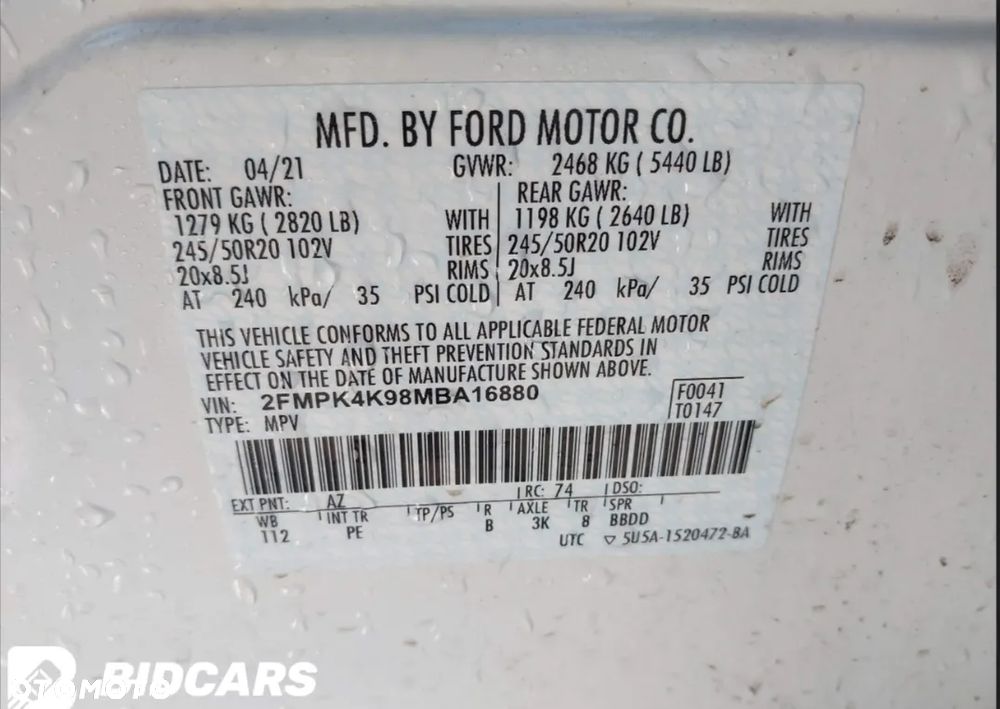 MFD. BY FORD MOTOR CO.
DATE: 04/21 GVWR: 2468 KG ( 5440 LB)
FRONT GAWR: REAR GAWR:
1279 KG ( 2820 LB) WITH 1198 KG ( 2640 LB) WITH
245/50R20 102V TIRES 245/50R20 102V TIRES
20x8.5J RIMS 20x8.5J RIMS
AT 240 kPa/ 35 PSI COLD AT 240 kPa/ 35 PSI COLD
THIS VEHICLE CONFORMS TO ALL APPLICABLE FEDERAL MOTOR
VEHICLE SAFETY AND THEFT PREVENTION STANDARDS IN
EFFECT ON THE DATE OF MANUFACTURE SHOWN ABOVE.
VIN: 2FMPK4K98MBA16880 F0041
TYPE: MPV T0147
EXT PNT: AZ RC: 74 DSO:
WB INT TR TP/PS R AXLE TR SPR
112 PE B 3K 8 BBDD
UTC ▽ 5U5A-1520472-BA
BIDCARS
OTOMOTO